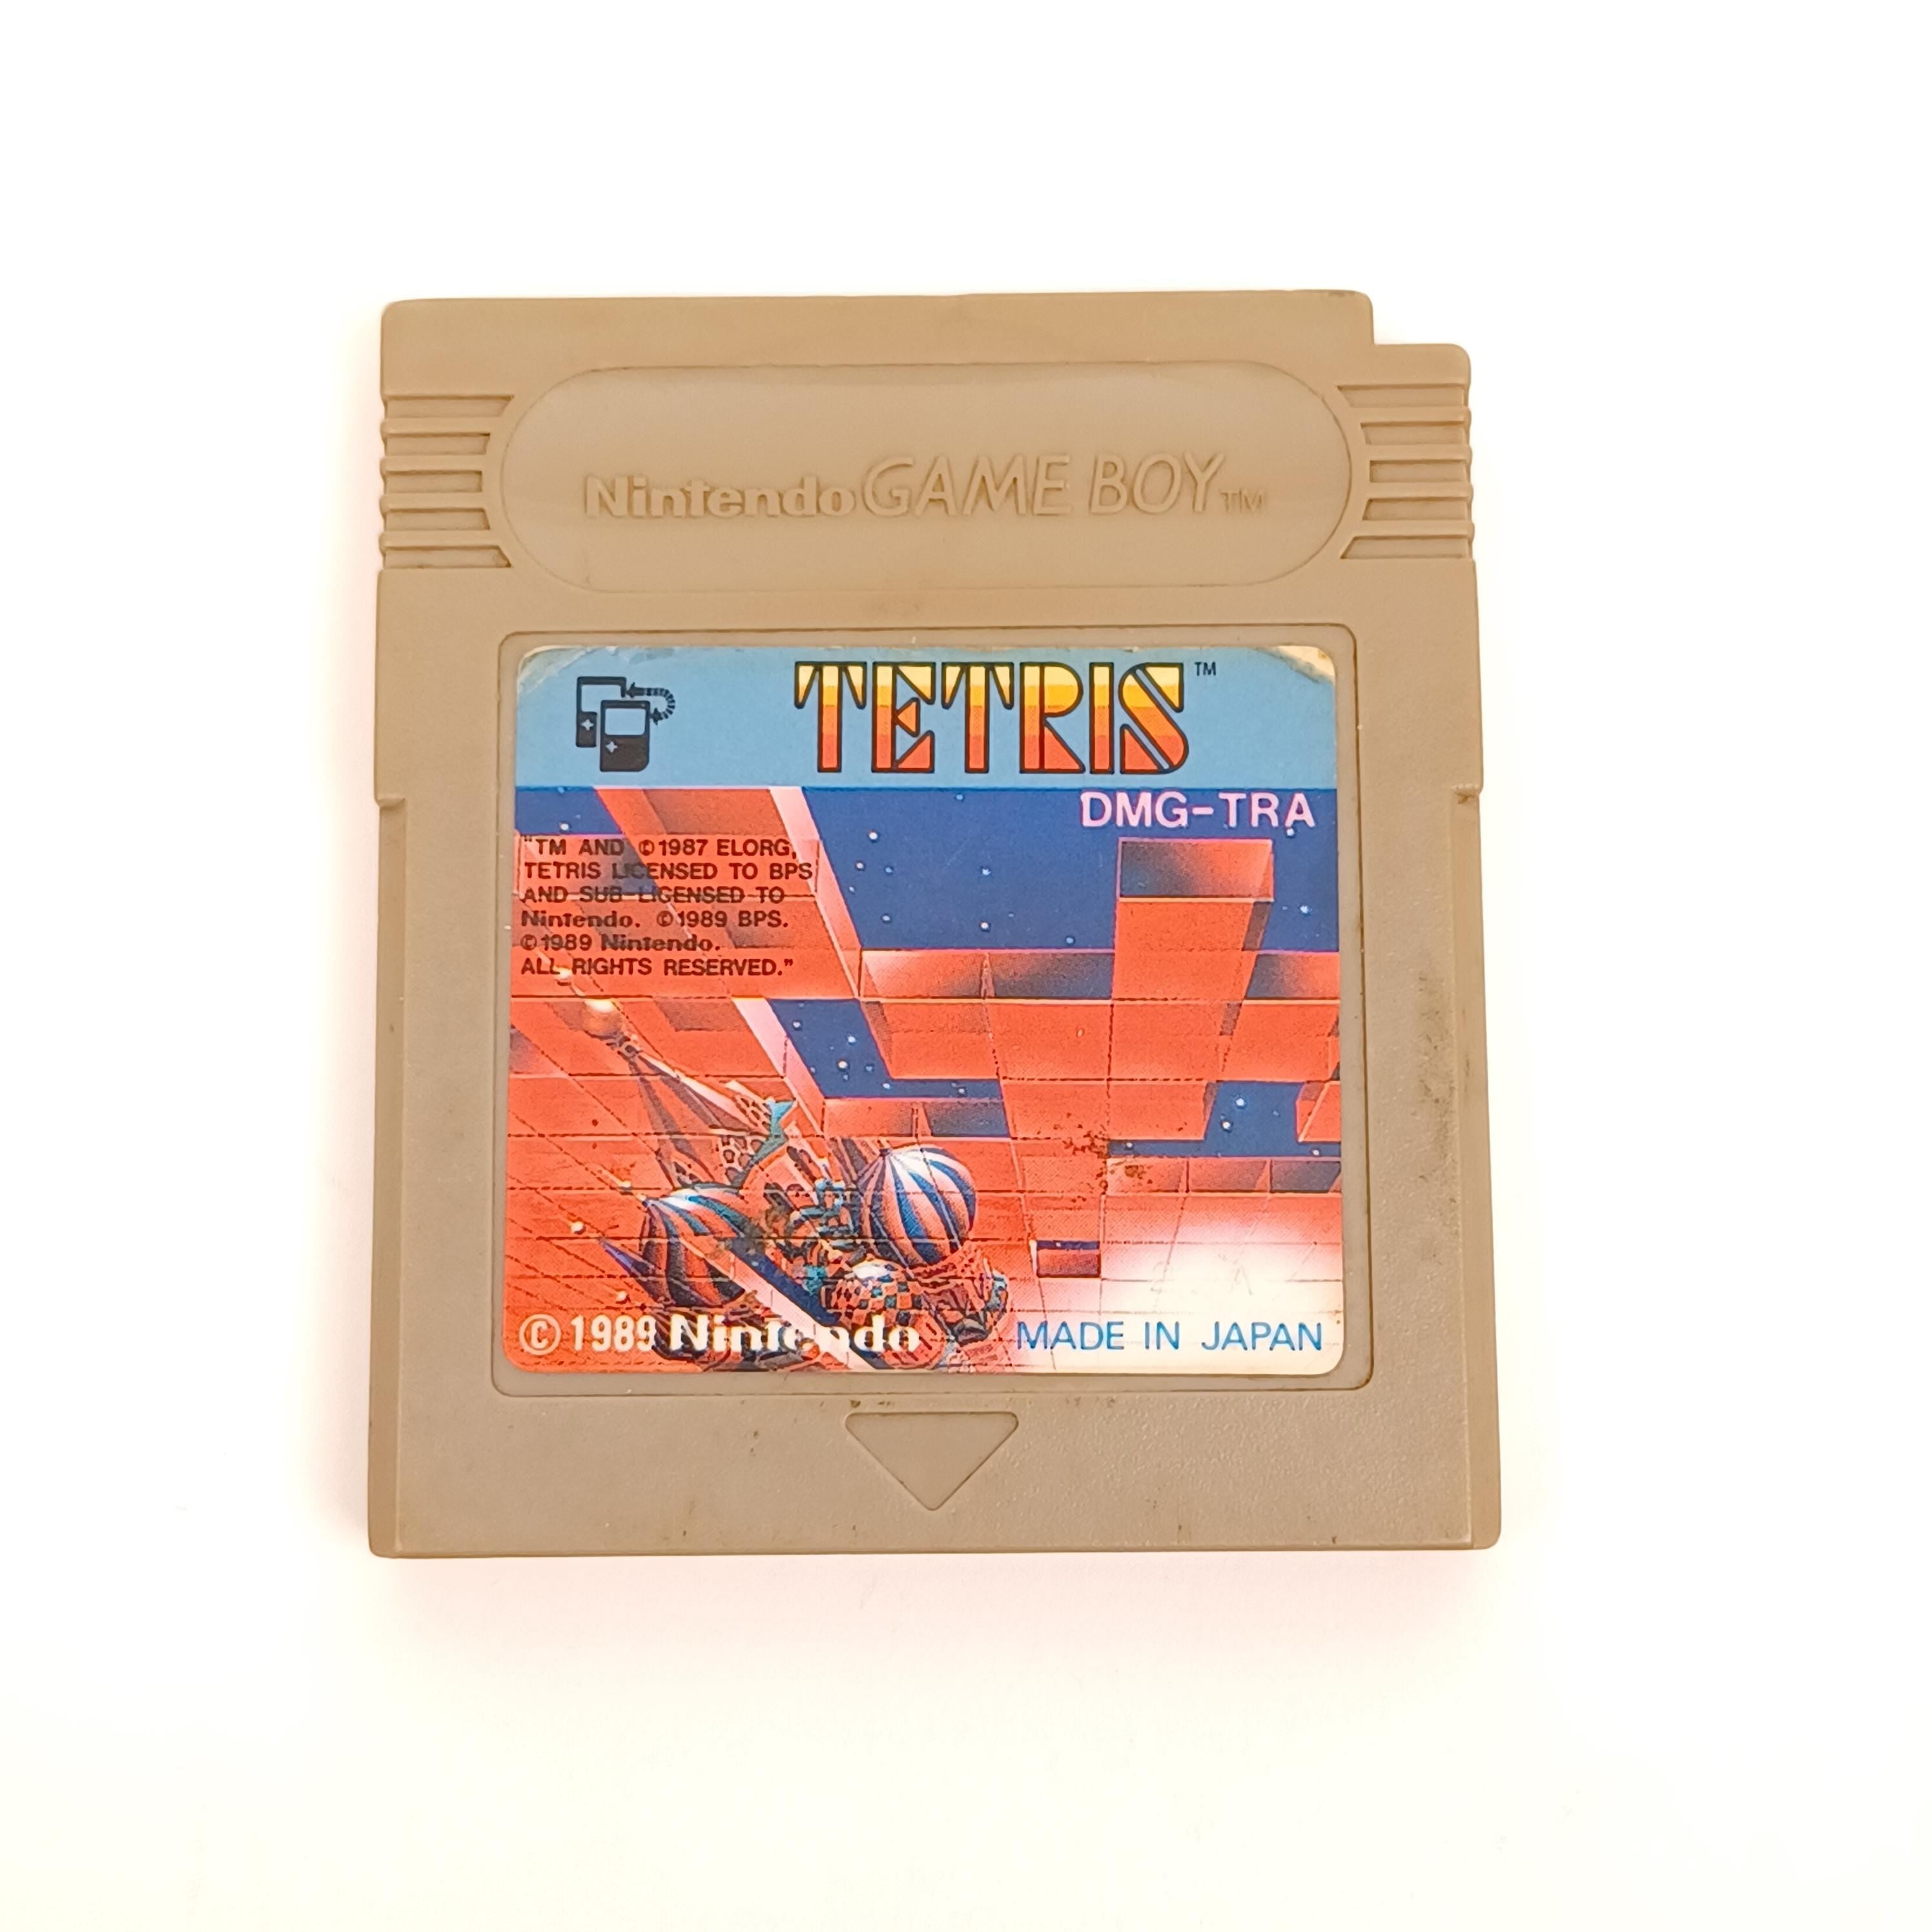 Nintendo GAME BOY TM
TETRIS TM
DMG-TRA
"TM AND ©1987 ELORG,
TETRIS LICENSED TO BPS
AND SUB-LICENSED TO
Nintendo. ©1989 BPS.
©1989 Nintendo.
ALL RIGHTS RESERVED."
© 1989 Nintendo
MADE IN JAPAN